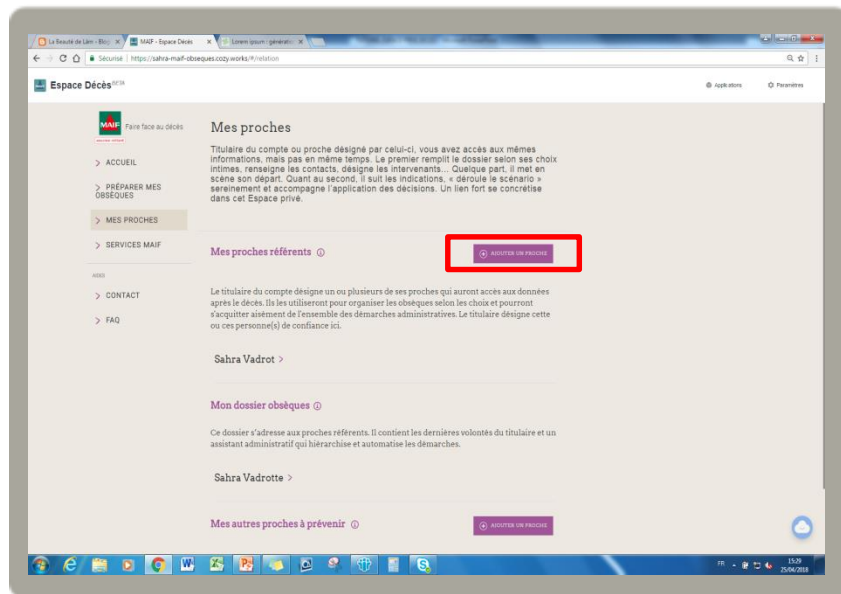 La Beauté de Làm - Blog
MAIF - Espace Décès
Lorem ipsum : génératio
Sécurisé | https://sahra-maif-obseques.cozy.works/#/relation
Espace Décès BETA
Applications
Paramètres
MAIF
Faire face au décès
Mes proches
Titulaire du compte ou proche désigné par celui-ci, vous avez accès aux mêmes
informations, mais pas en même temps. Le premier remplit le dossier selon ses choix
intimes, renseigne les contacts, désigne les intervenants... Quelque part, il met en
scène son départ. Quant au second, il suit les indications, « déroule le scénario »
sereinement et accompagne l'application des décisions. Un lien fort se concrétise
dans cet Espace privé.
> ACCUEIL
> PRÉPARER MES
OBSÈQUES
> MES PROCHES
> SERVICES MAIF
> CONTACT
> FAQ
Mes proches référents
AJOUTER UN PROCHE
Le titulaire du compte désigne un ou plusieurs de ses proches qui auront accès aux données
après le décès. Ils les utiliseront pour organiser les obsèques selon les choix et pourront
s'acquitter aisément de l'ensemble des démarches administratives. Le titulaire désigne cette
ou ces personne(s) de confiance ici.
Sahra Vadrot >
Mon dossier obsèques
Ce dossier s'adresse aux proches référents. Il contient les dernières volontés du titulaire et un
assistant administratif qui hiérarchise et automatise les démarches.
Sahra Vadrotte >
Mes autres proches à prévenir
AJOUTER UN PROCHE
FR
15:29
25/04/2018